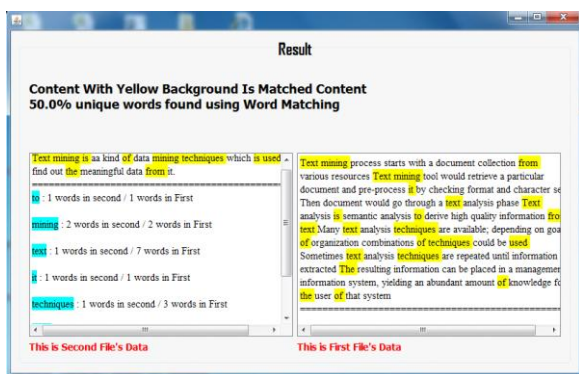 Result
Content With Yellow Background Is Matched Content
50.0% unique words found using Word Matching
Text mining is aa kind of data mining techniques which is used
find out the meaningful data from it.
to : 1 words in second / 1 words in First
mining : 2 words in second / 2 words in First
text : 1 words in second / 7 words in First
it : 1 words in second / 1 words in First
techniques : 1 words in second / 3 words in First
This is Second File's Data
Text mining process starts with a document collection from
various resources Text mining tool would retrieve a particular
document and pre-process it by checking format and character se
Then document would go through a text analysis phase Text
analysis is semantic analysis to derive high quality information fro
text Many text analysis techniques are available; depending on goa
of organization combinations of techniques could be used
Sometimes text analysis techniques are repeated until information
extracted The resulting information can be placed in a managemer
information system, yielding an abundant amount of knowledge fo
the user of that system
This is First File's Data